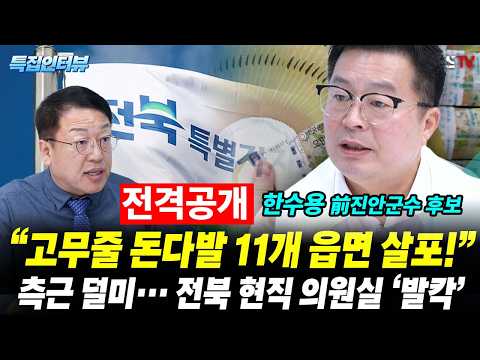 특집인터뷰
STV
전북 특별
전격공개 한수용 前진안군수 후보
“고무줄 돈다발 11개 읍면 살포!”
측근 덜미… 전북 현직 의원실 ‘발칵’